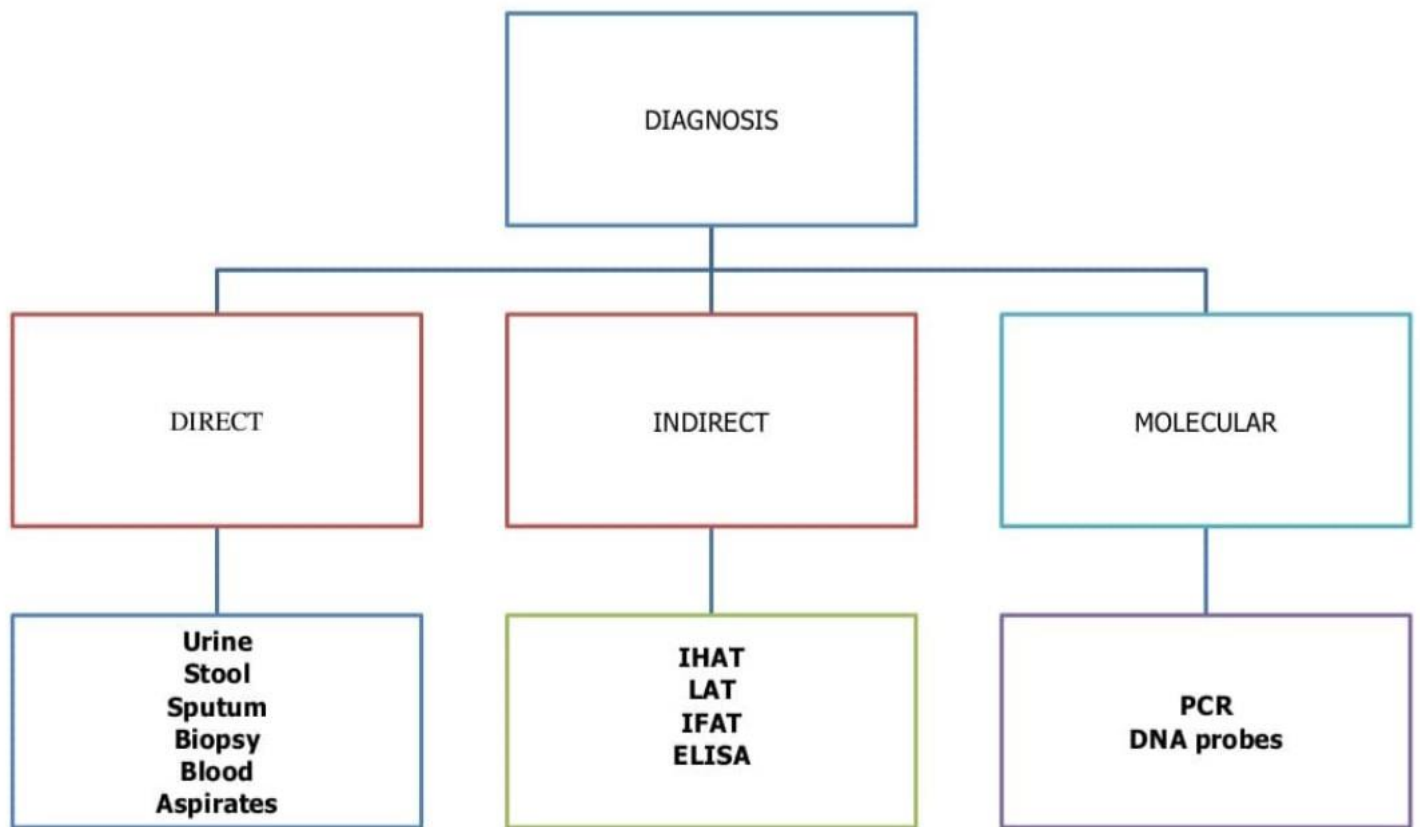 DIAGNOSIS
DIRECT
INDIRECT
MOLECULAR
Urine
Stool
Sputum
Biopsy
Blood
Aspirates
IHAT
LAT
IFAT
ELISA
PCR
DNA probes